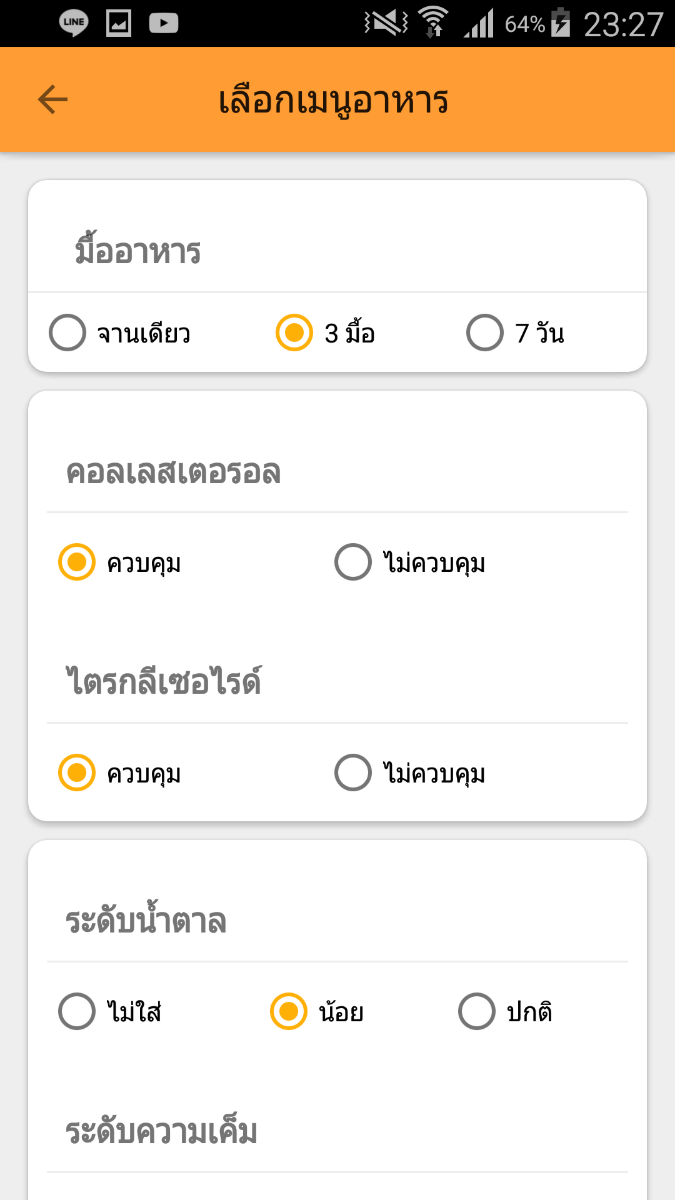 LINE 64% 23:27
เลือกเมนูอาหาร
มื้ออาหาร
จานเดียว 3 มื้อ 7 วัน
คอลเลสเตอรอล
ควบคุม ไม่ควบคุม
ไตรกลีเซอไรด์
ควบคุม ไม่ควบคุม
ระดับน้ำตาล
ไม่ใส่ น้อย ปกติ
ระดับความเค็ม